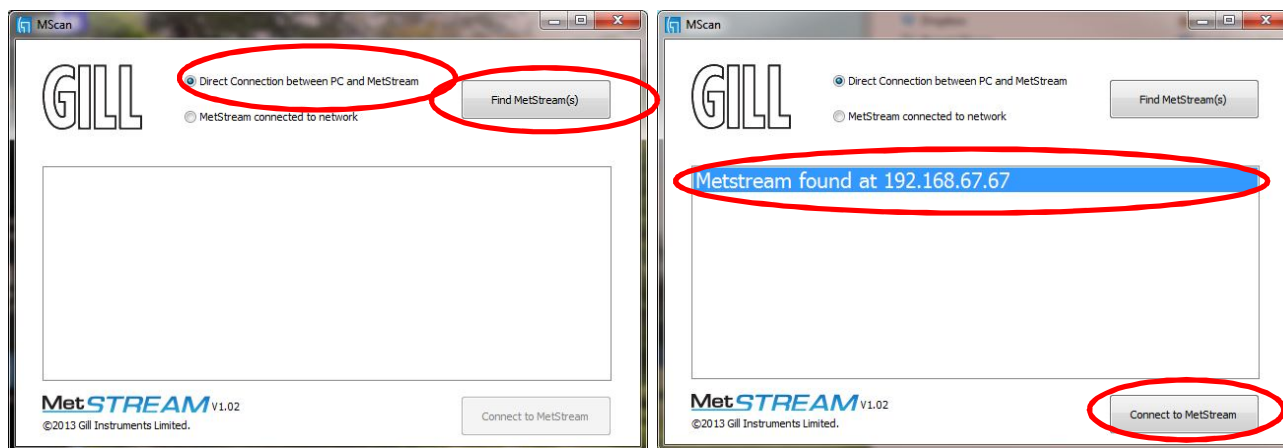 MScan
GILL
Direct Connection between PC and MetStream
MetStream connected to network
Find MetStream(s)
MetSTREAM V1.02
©2013 Gill Instruments Limited.
Connect to MetStream
MScan
Dropbox
GILL
Direct Connection between PC and MetStream
MetStream connected to network
Find MetStream(s)
Metstream found at 192.168.67.67
MetSTREAM V1.02
©2013 Gill Instruments Limited.
Connect to MetStream